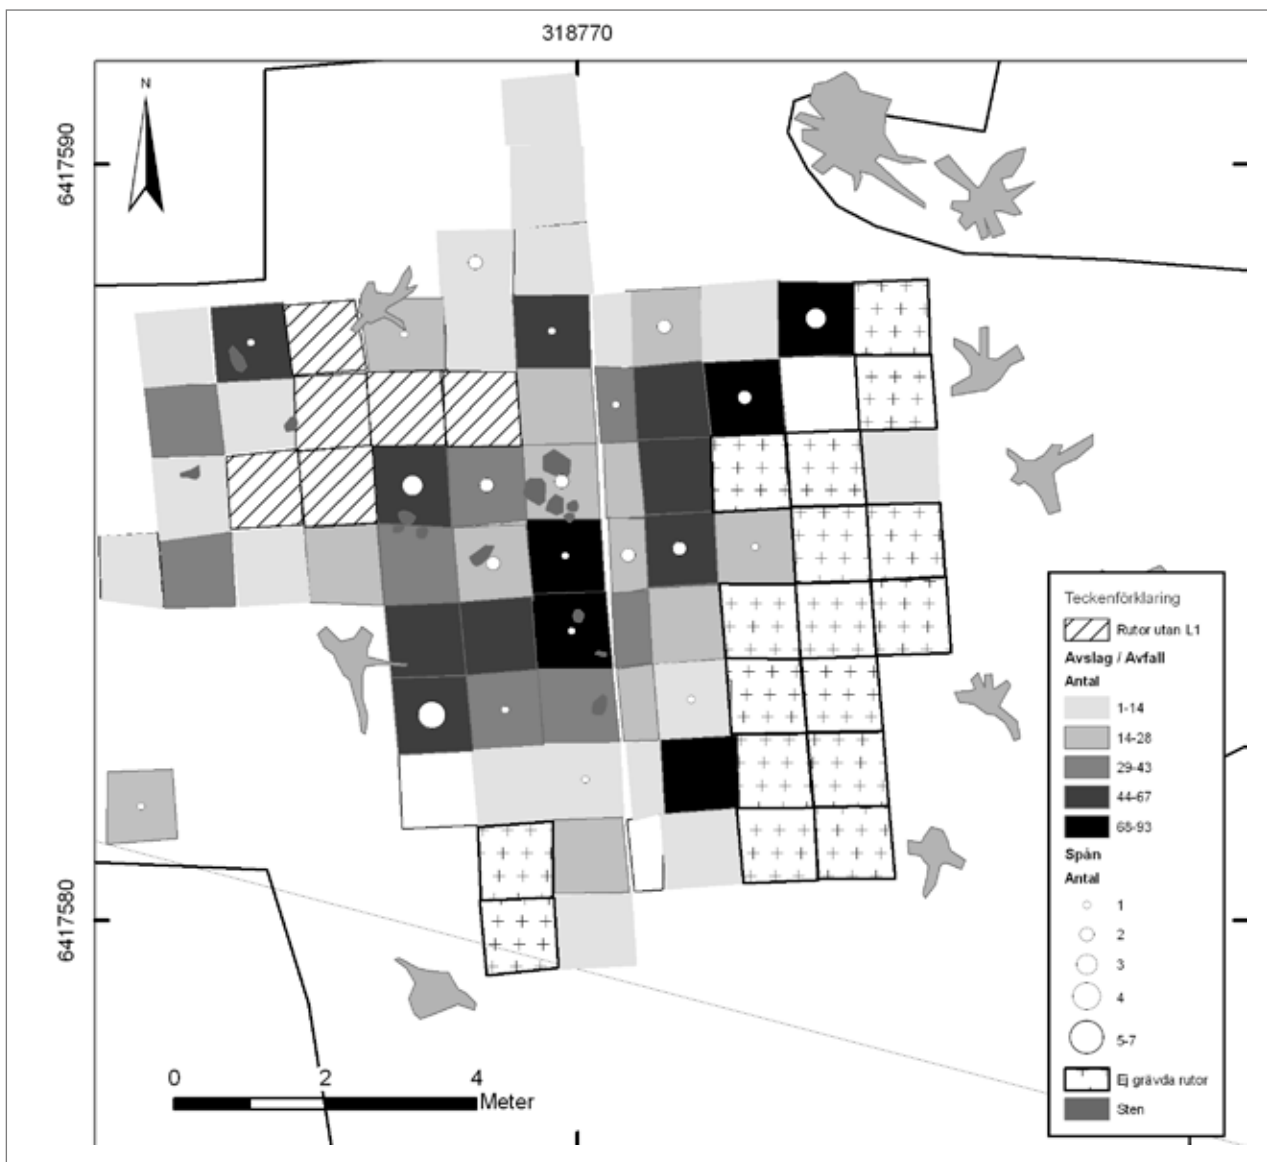 318770
N
6417590
6417580
0 2 4
Meter
Teckenförklaring
Rutor utan L1
Avslag / Avfall
Antal
1-14
14-28
29-43
44-67
68-93
Spån
Antal
1
2
3
4
5-7
Ej grävda rutor
Sten